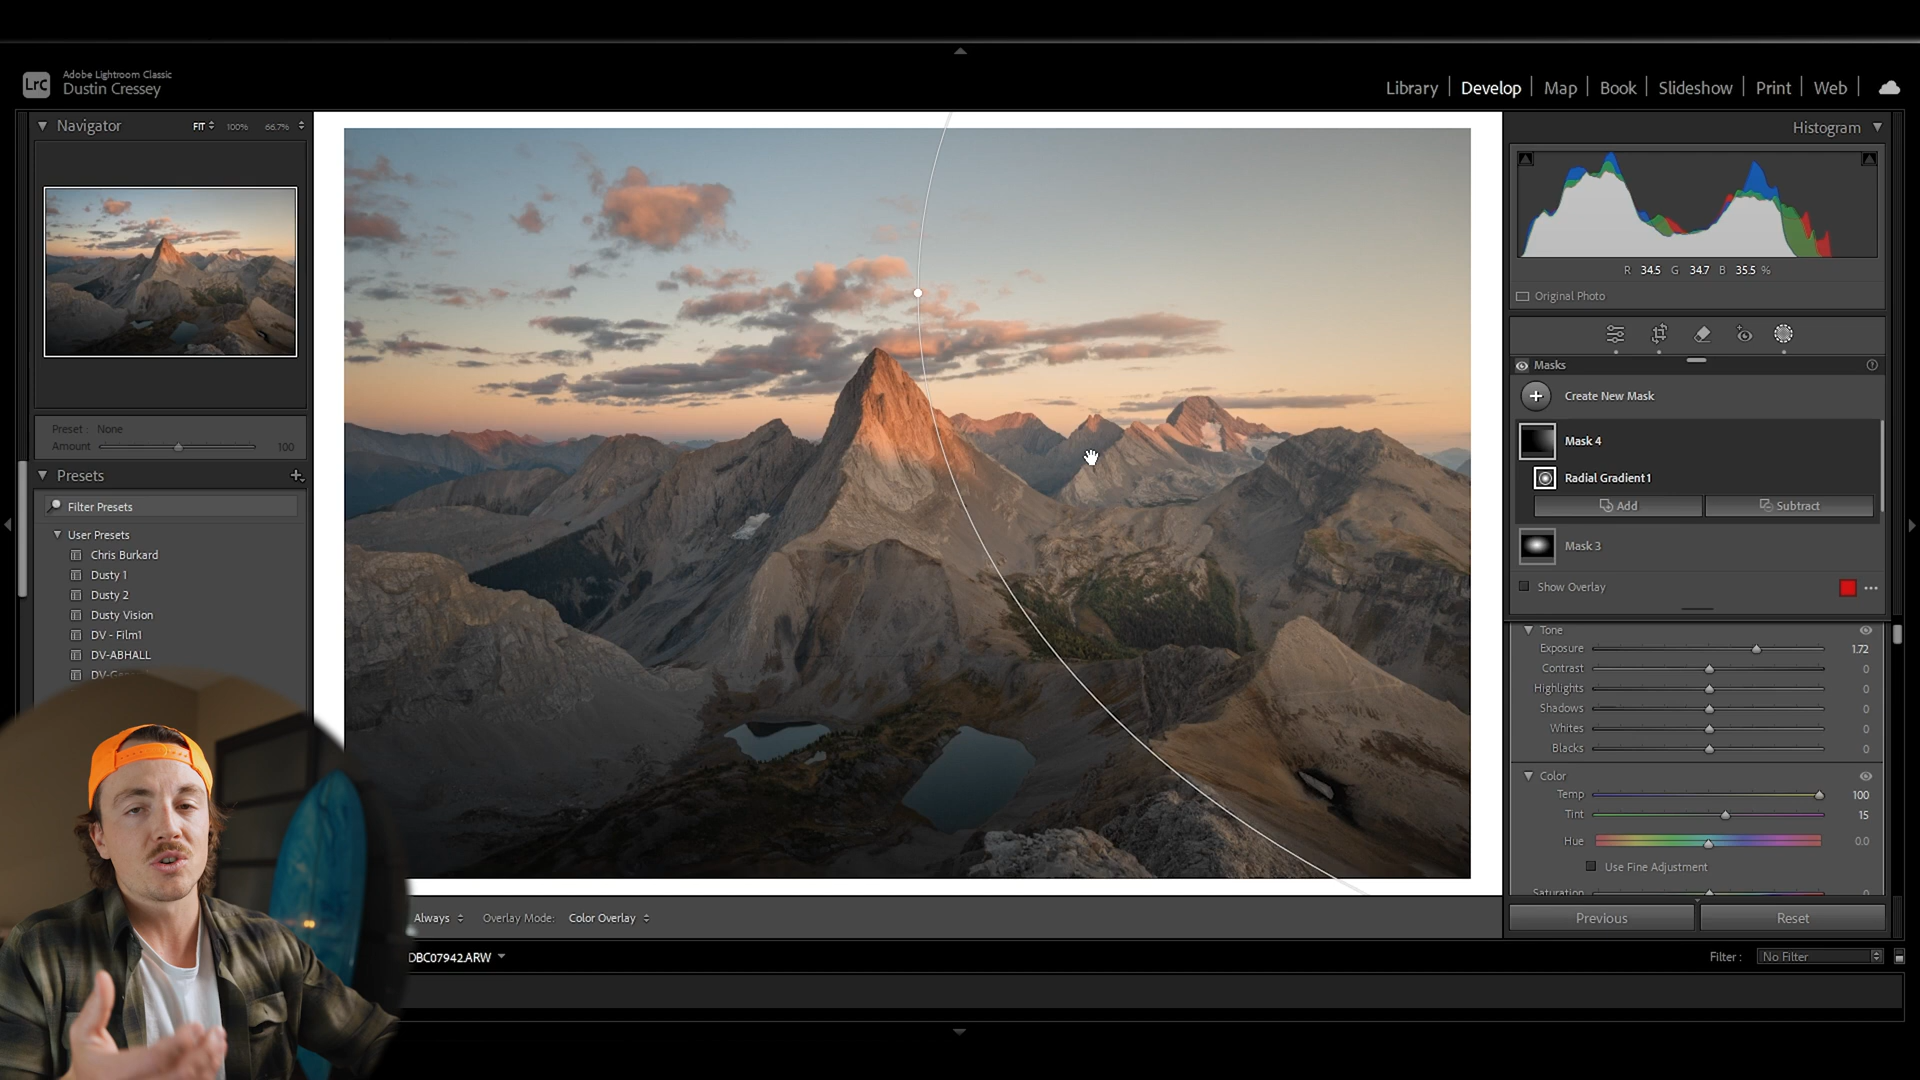 Lrc
Adobe Lightroom Classic
Dustin Cressey
Library
Develop
Map
Book
Slideshow
Print
Web
Navigator
FIT
100%
66.7%
Preset : None
Amount 100
Presets
Filter Presets
User Presets
Chris Burkard
Dusty 1
Dusty 2
Dusty Vision
DV - Film1
DV-ABHALL
Always
Overlay Mode: Color Overlay
DBC07942.ARW
Filter : No Filter
Histogram
R 34.5 G 34.7 B 35.5 %
Original Photo
Masks
Create New Mask
Mask 4
Radial Gradient 1
Add
Subtract
Mask 3
Show Overlay
Tone
Exposure 1.72
Contrast 0
Highlights 0
Shadows 0
Whites 0
Blacks 0
Color
Temp 100
Tint 15
Hue 0.0
Use Fine Adjustment
Saturation 0
Previous
Reset